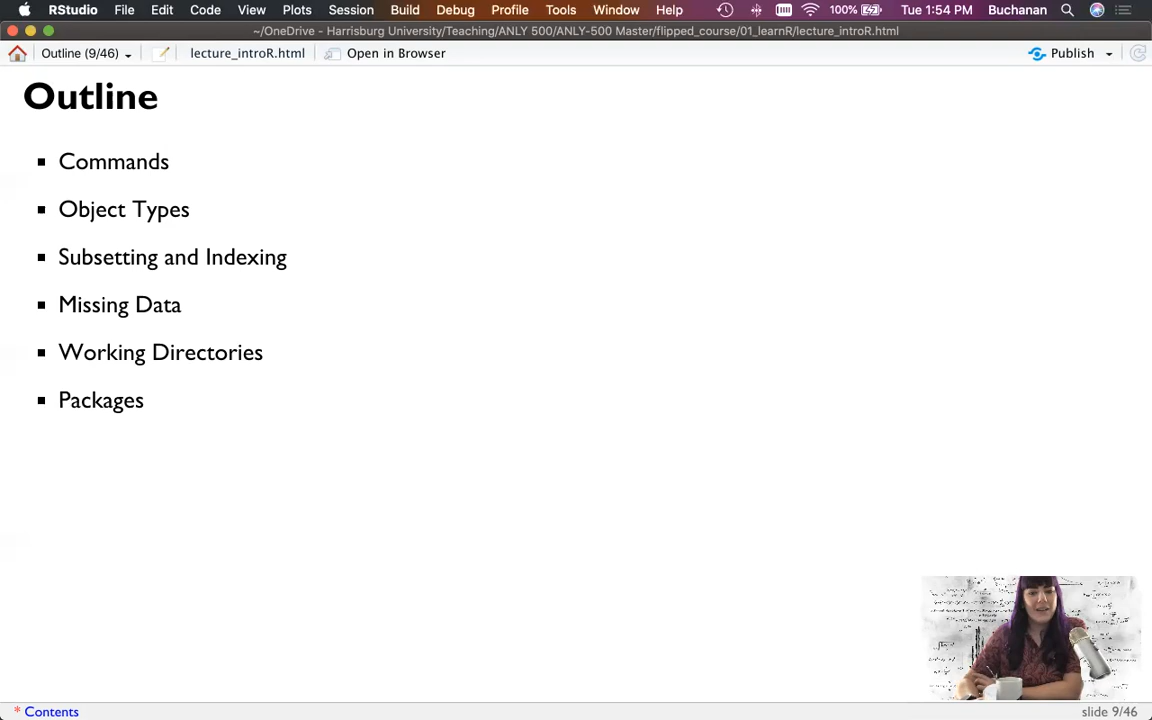 RStudio File Edit Code View Plots Session Build Debug Profile Tools Window Help 100% Tue 1:54 PM Buchanan
~/OneDrive - Harrisburg University/Teaching/ANLY 500/ANLY-500 Master/flipped_course/01_learnR/lecture_introR.html
Outline (9/46) lecture_introR.html Open in Browser Publish
Outline
Commands
Object Types
Subsetting and Indexing
Missing Data
Working Directories
Packages
* Contents slide 9/46